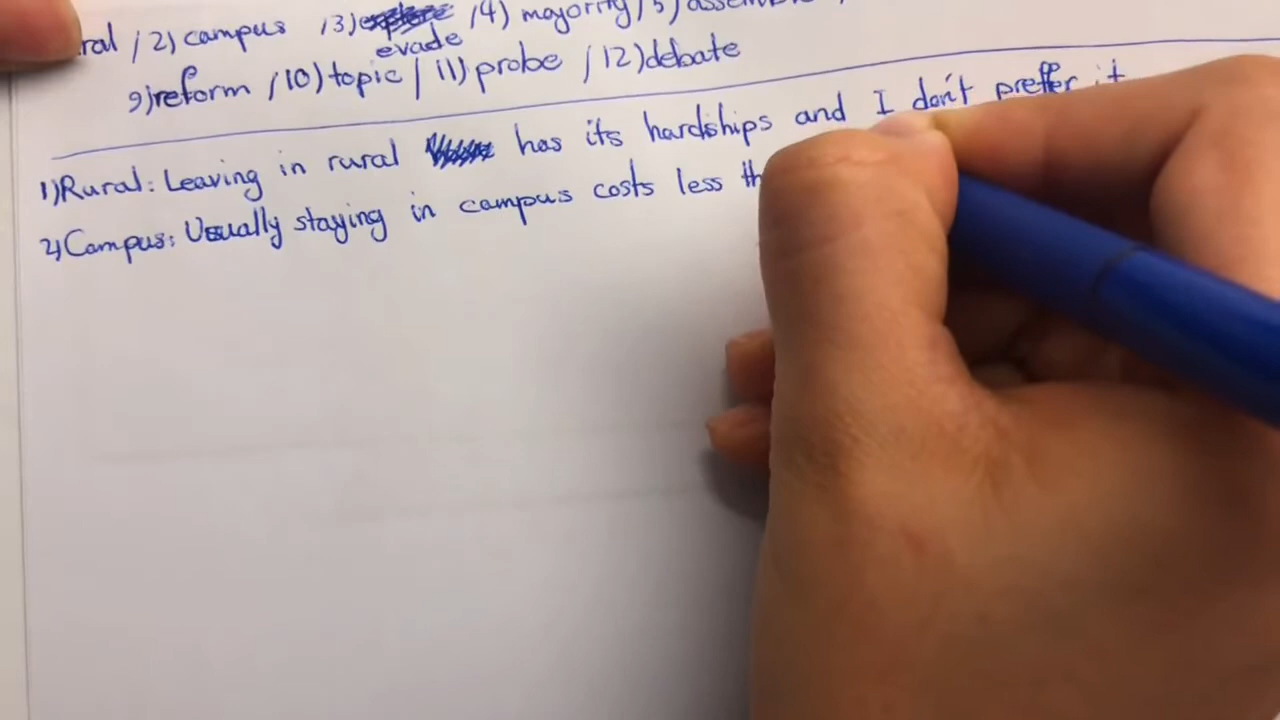 ral / 2) campus / 3) evade / 4) majority / 5)
9) reform / 10) topic / 11) probe / 12) debate
1) Rural: Leaving in rural has its hardships and I don't preffer it
2) Campus: Usually staying in campus costs less th